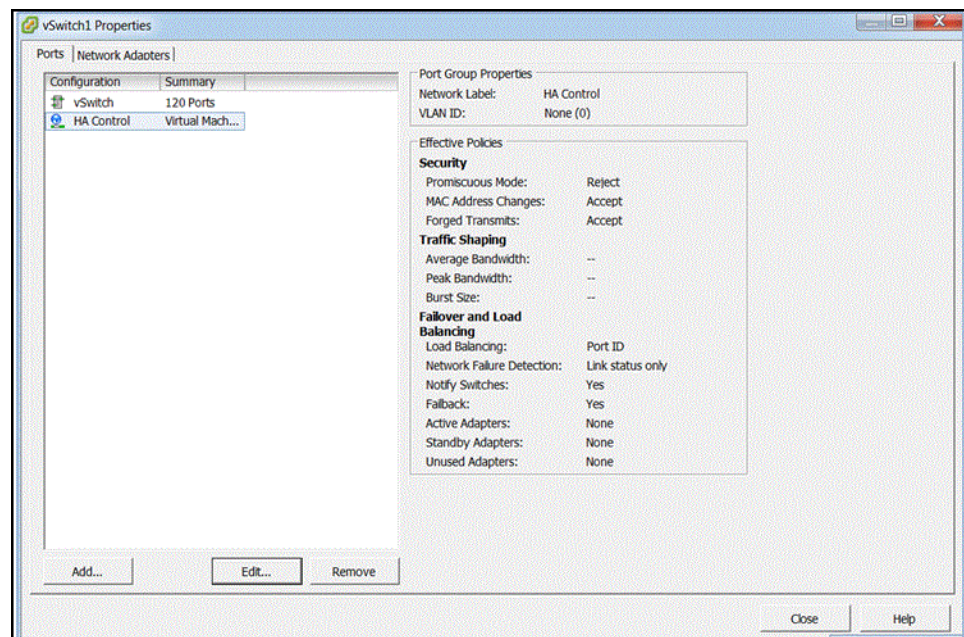 vSwitch1 Properties
Ports Network Adapters
Configuration Summary
vSwitch 120 Ports
HA Control Virtual Mach...
Port Group Properties
Network Label: HA Control
VLAN ID: None (0)
Effective Policies
Security
Promiscuous Mode: Reject
MAC Address Changes: Accept
Forged Transmits: Accept
Traffic Shaping
Average Bandwidth: --
Peak Bandwidth: --
Burst Size: --
Failover and Load
Balancing
Load Balancing: Port ID
Network Failure Detection: Link status only
Notify Switches: Yes
Failback: Yes
Active Adapters: None
Standby Adapters: None
Unused Adapters: None
Add... Edit... Remove
Close Help